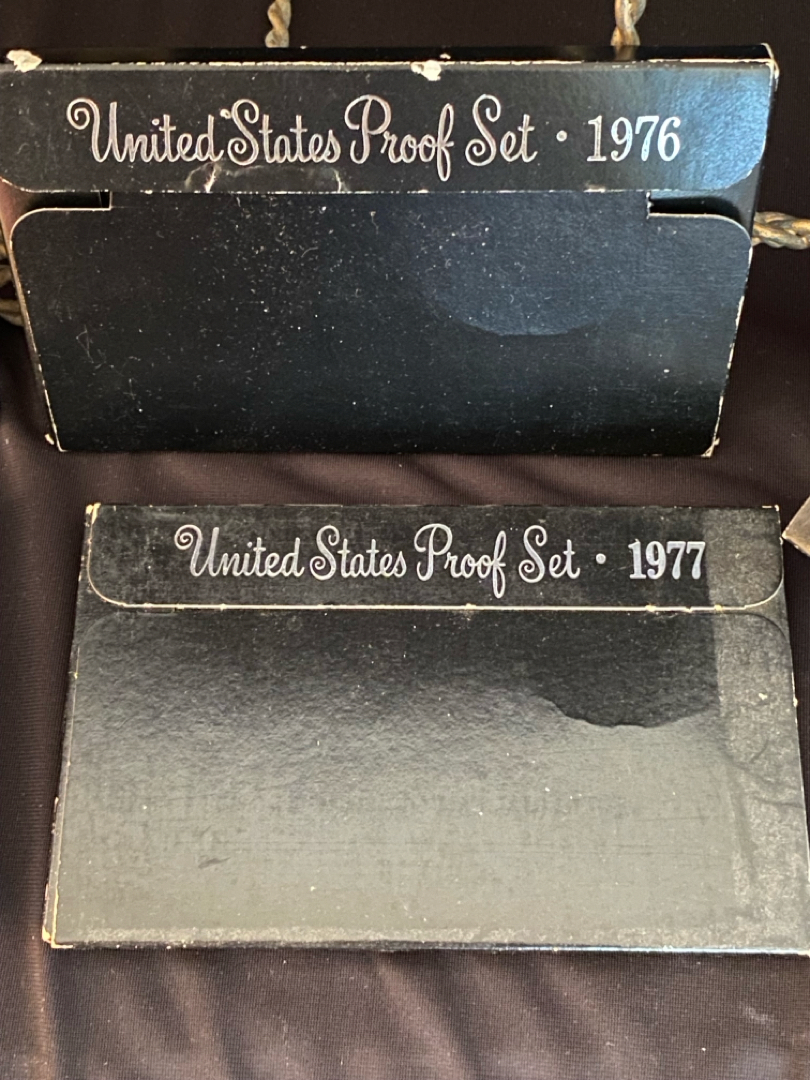 United States Proof Set • 1976
United States Proof Set • 1977